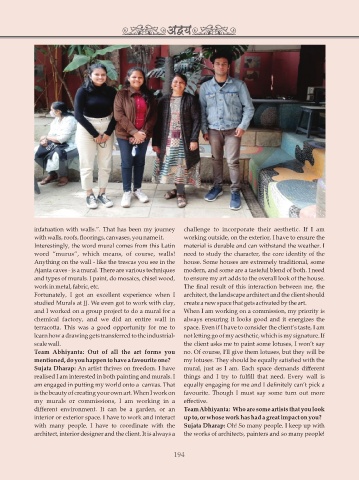 अद्वय
infatuation with walls.". That has been my journey
with walls, roofs, floorings, canvases; you name it.
Interestingly, the word mural comes from this Latin
word "murus", which means, of course, walls!
Anything on the wall - like the frescas you see in the
Ajanta caves - is a mural. There are various techniques
and types of murals. I paint, do mosaics, chisel wood,
work in metal, fabric, etc.
Fortunately, I got an excellent experience when I
studied Murals at JJ. We even got to work with clay,
and I worked on a group project to do a mural for a
chemical factory, and we did an entire wall in
terracotta. This was a good opportunity for me to
learn how a drawing gets transferred to the industrial-
scale wall.
Team Abhiyanta: Out of all the art forms you
mentioned, do you happen to have a favourite one?
Sujata Dharap: An artist thrives on freedom. I have
realised I am interested in both painting and murals. I
am engaged in putting my world onto a canvas. That
is the beauty of creating your own art. When I work on
my murals or commissions, I am working in a
different environment. It can be a garden, or an
interior or exterior space. I have to work and interact
with many people. I have to coordinate with the
architect, interior designer and the client. It is always a
challenge to incorporate their aesthetic. If I am
working outside, on the exterior, I have to ensure the
material is durable and can withstand the weather. I
need to study the character, the core identity of the
house. Some houses are extremely traditional, some
modern, and some are a tasteful blend of both. I need
to ensure my art adds to the overall look of the house.
The final result of this interaction between me, the
architect, the landscape architect and the client should
create a new space that gets activated by the art.
When I am working on a commission, my priority is
always ensuring it looks good and it energizes the
space. Even if I have to consider the client's taste, I am
not letting go of my aesthetic, which is my signature. If
the client asks me to paint some lotuses, I won't say
no. Of course, I'll give them lotuses, but they will be
my lotuses. They should be equally satisfied with the
mural, just as I am. Each space demands different
things and I try to fulfill that need. Every wall is
equally engaging for me and I definitely can't pick a
favourite. Though I must say some turn out more
effective.
Team Abhiyanta: Who are some artists that you look
up to, or whose work has had a great impact on you?
Sujata Dharap: Oh! So many people. I keep up with
the works of architects, painters and so many people!
194